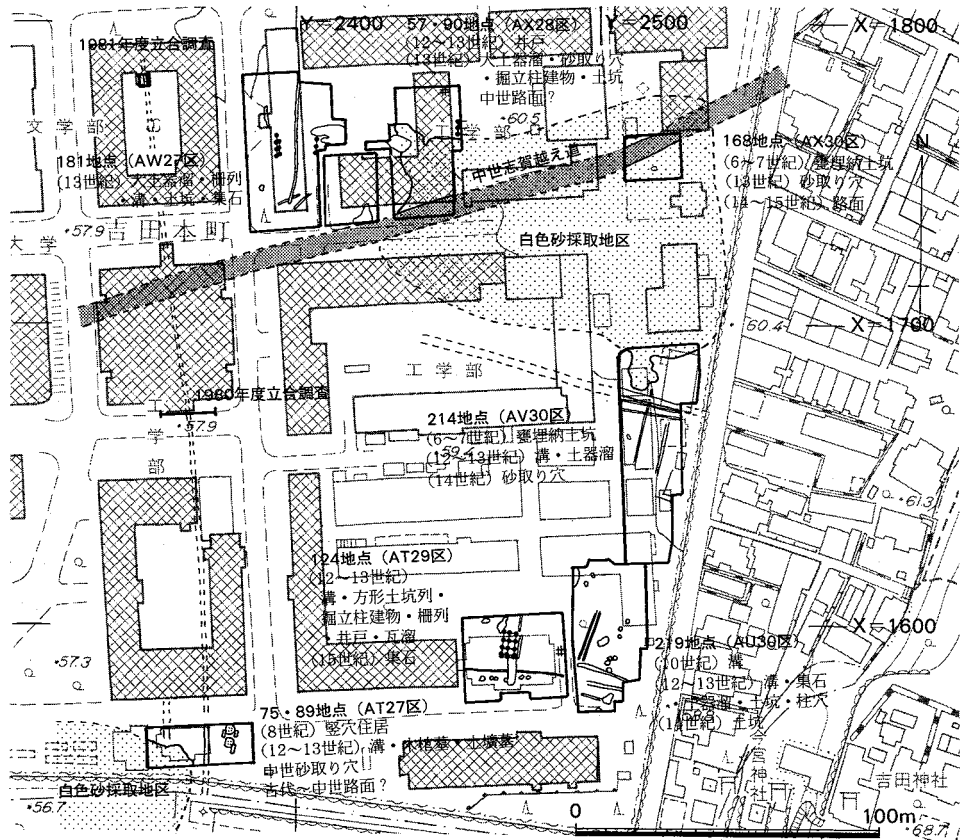 Y=2400
57・90地点（AX28区）
Y=2500
X=1800
（12〜13世紀）井戸
（13世紀）大土器溜・砂取り穴
・掘立柱建物・土坑
中世路面？
1981年度立合調査
60.5
文学部
工学部
181地点（AW27区）
（13世紀）大土器溜・柵列
・溝・土坑・集石
168地点（AX30区）
（6〜7世紀）甕埋納土坑
（13世紀）砂取り穴
（14〜15世紀）路面
N
中世志賀越え道
吉田本町
大学
57.9
白色砂採取地区
60.4
X=1700
工学部
1980年度立合調査
57.9
工学部
214地点（AV30区）
（6〜7世紀）甕埋納土坑
（12〜13世紀）溝・土器溜
（14世紀）砂取り穴
59.4
61.3
124地点（AT29区）
（12〜13世紀）
溝・方形土坑列・
掘立柱建物・柵列
・井戸・瓦溜
（15世紀）集石
X=1600
57.3
219地点（AU30区）
（10世紀）溝
（12〜13世紀）溝・集石
・土器溜・土坑・柱穴
土坑
75・89地点（AT27区）
（8世紀）竪穴住居
（12〜13世紀）溝・木棺墓・土壙墓
中世砂取り穴
古代〜中世路面？
今宮神社
吉田神社
白色砂採取地区
56.7
0
100m
68.7